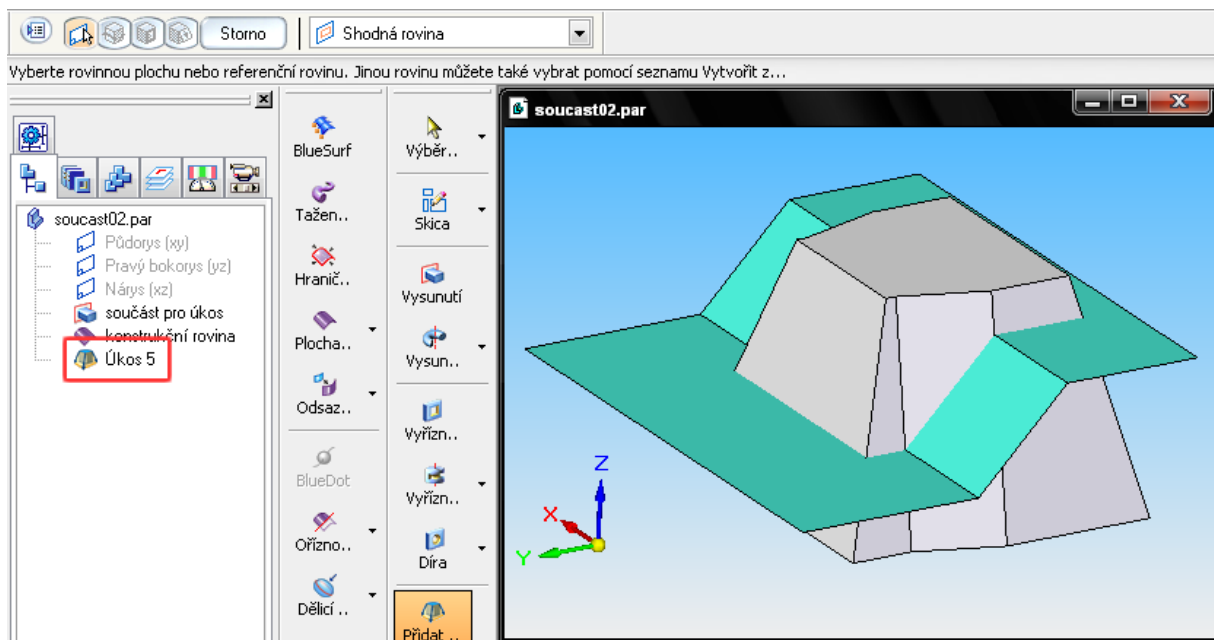 Storno
Shodná rovina
Vyberte rovinnou plochu nebo referenční rovinu. Jinou rovinu můžete také vybrat pomocí seznamu Vytvořit z...
soucast02.par
Půdorys (xy)
Pravý bokorys (yz)
Nárys (xz)
součást pro úkos
konstrukční rovina
Úkos 5
BlueSurf
Tažen..
Hranič..
Plocha..
Odsaz..
BlueDot
Ořízno..
Dělicí ..
Výběr..
Skica
Vysunutí
Vysun..
Vyřízn..
Vyřízn..
Díra
Přidat ..
soucast02.par
Z
X
Y